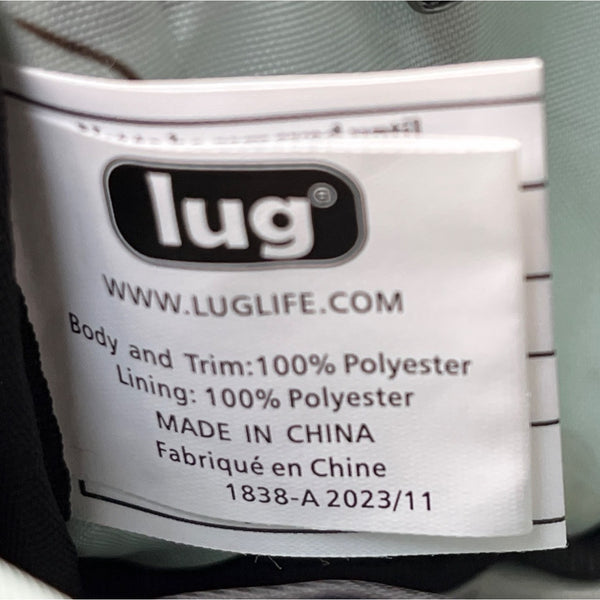 lug®
WWW.LUGLIFE.COM
Body and Trim:100% Polyester
Lining: 100% Polyester
MADE IN CHINA
Fabriqué en Chine
1838-A 2023/11